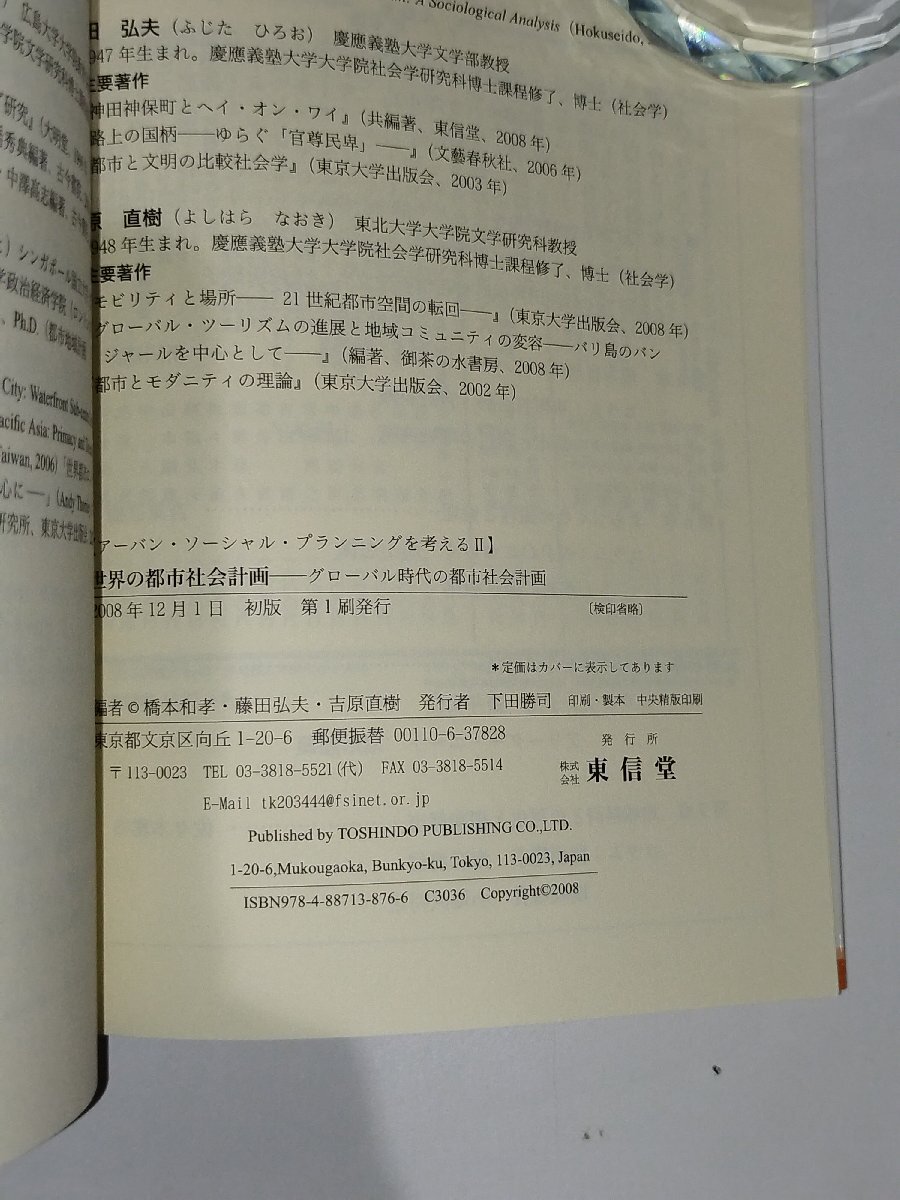 A Sociological Analysis (Hokuseido,
田 弘夫（ふじた ひろお） 慶應義塾大学文学部教授
947年生まれ。慶應義塾大学大学院社会学研究科博士課程修了、博士（社会学）
主要著作
神田神保町とヘイ・オン・ワイ』（共編著、東信堂、2008年）
路上の国柄――ゆらぐ「官尊民卑」――』（文藝春秋社、2006年）
都市と文明の比較社会学』（東京大学出版会、2003年）
原 直樹（よしはら なおき） 東北大学大学院文学研究科教授
948年生まれ。慶應義塾大学大学院社会学研究科博士課程修了、博士（社会学）
主要著作
モビリティと場所―― 21世紀都市空間の転回――』（東京大学出版会、2008年）
グローバル・ツーリズムの進展と地域コミュニティの変容――バリ島のバン
ジャールを中心として――』（編著、御茶の水書房、2008年）
都市とモダニティの理論』（東京大学出版会、2002年）
アーバン・ソーシャル・プランニングを考えるⅡ】
世界の都市社会計画――グローバル時代の都市社会計画
2008年12月1日 初版 第1刷発行 〔検印省略〕
＊定価はカバーに表示してあります
編者©橋本和孝・藤田弘夫・吉原直樹 発行者 下田勝司 印刷・製本 中央精版印刷
東京都文京区向丘1-20-6 郵便振替 00110-6-37828
〒113-0023 TEL 03-3818-5521(代) FAX 03-3818-5514
発行所
株式会社 東信堂
E-Mail tk203444@fsinet.or.jp
Published by TOSHINDO PUBLISHING CO.,LTD.
1-20-6,Mukougaoka, Bunkyo-ku, Tokyo, 113-0023, Japan
ISBN978-4-88713-876-6 C3036 Copyright©2008